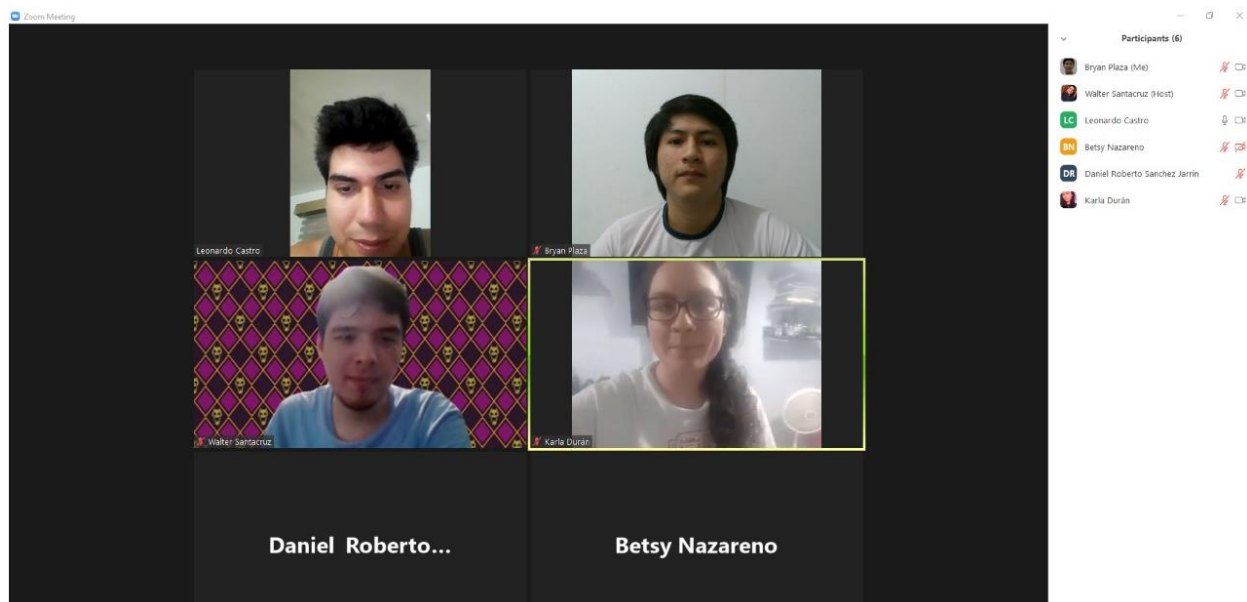 Zoom Meeting
Participants (6)
Bryan Plaza (Me)
Walter Santacruz (Host)
LC Leonardo Castro
BN Betsy Nazareno
DR Daniel Roberto Sanchez Jarrin
Karla Durán
Leonardo Castro
Bryan Plaza
Walter Santacruz
Karla Durán
Daniel Roberto...
Betsy Nazareno